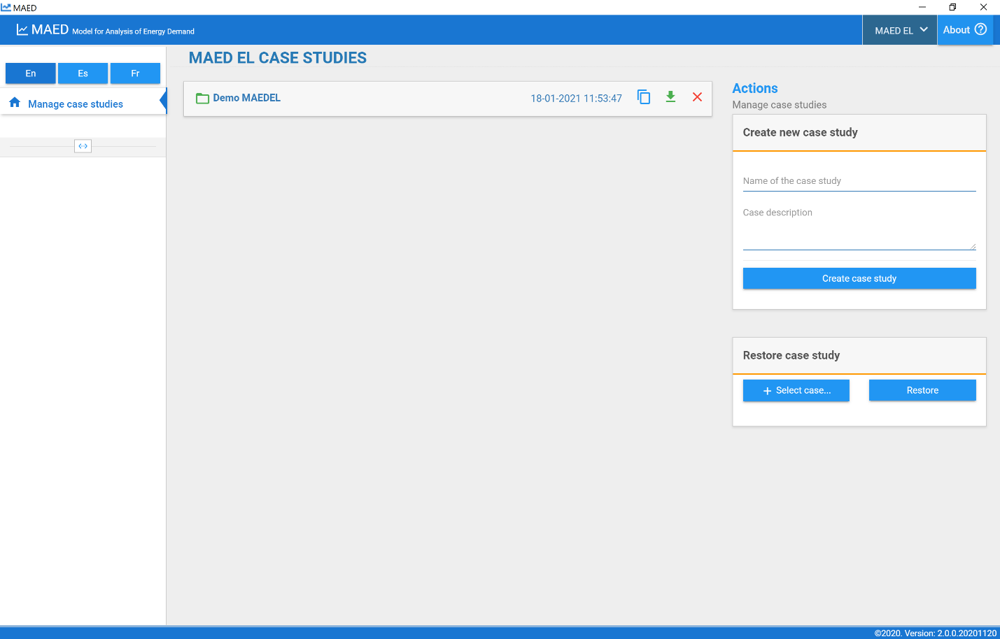 MAED
MAED Model for Analysis of Energy Demand
MAED EL
About
En
Es
Fr
Manage case studies
MAED EL CASE STUDIES
Demo MAEDEL
18-01-2021 11:53:47
Actions
Manage case studies
Create new case study
Name of the case study
Case description
Create case study
Restore case study
+ Select case...
Restore
©2020. Version: 2.0.0.20201120